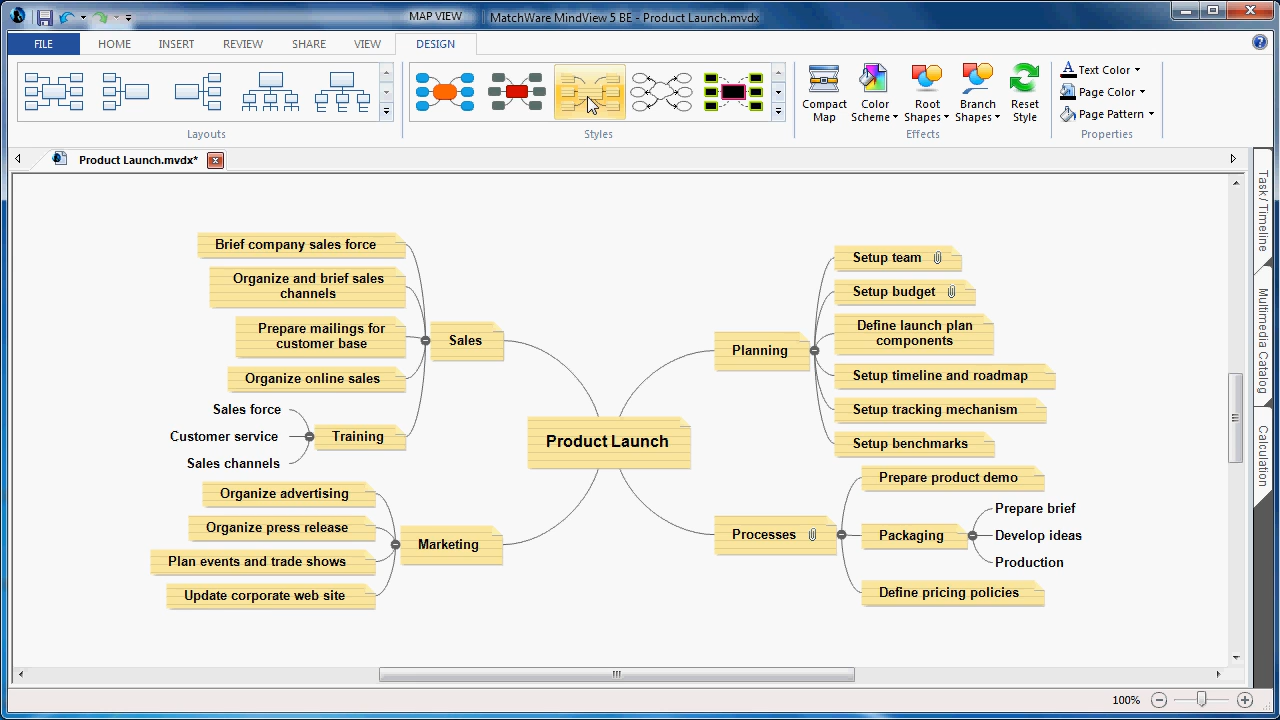 MAP VIEW
MatchWare MindView 5 BE - Product Launch.mvdx
FILE
HOME
INSERT
REVIEW
SHARE
VIEW
DESIGN
Layouts
Styles
Compact
Map
Color
Scheme
Root
Shapes
Branch
Shapes
Reset
Style
Effects
Text Color
Page Color
Page Pattern
Properties
Product Launch.mvdx*
Task / Timeline
Multimedia Catalog
Calculation
Brief company sales force
Organize and brief sales
channels
Prepare mailings for
customer base
Organize online sales
Sales force
Customer service
Sales channels
Training
Sales
Organize advertising
Organize press release
Plan events and trade shows
Update corporate web site
Marketing
Product Launch
Planning
Setup team
Setup budget
Define launch plan
components
Setup timeline and roadmap
Setup tracking mechanism
Setup benchmarks
Processes
Prepare product demo
Packaging
Prepare brief
Develop ideas
Production
Define pricing policies
100%